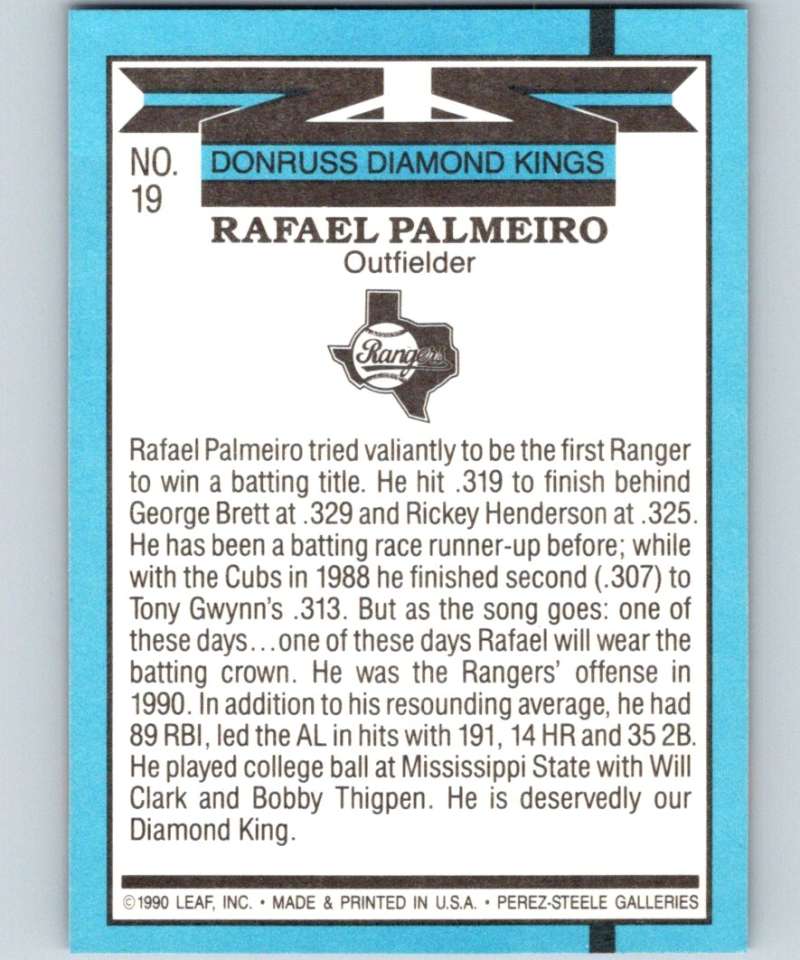 NO.
19
DONRUSS DIAMOND KINGS
RAFAEL PALMEIRO
Outfielder
Rangers
Rafael Palmeiro tried valiantly to be the first Ranger
to win a batting title. He hit .319 to finish behind
George Brett at .329 and Rickey Henderson at .325.
He has been a batting race runner-up before; while
with the Cubs in 1988 he finished second (.307) to
Tony Gwynn's .313. But as the song goes: one of
these days...one of these days Rafael will wear the
batting crown. He was the Rangers' offense in
1990. In addition to his resounding average, he had
89 RBI, led the AL in hits with 191, 14 HR and 35 2B.
He played college ball at Mississippi State with Will
Clark and Bobby Thigpen. He is deservedly our
Diamond King.
©1990 LEAF, INC. • MADE & PRINTED IN U.S.A. • PEREZ-STEELE GALLERIES